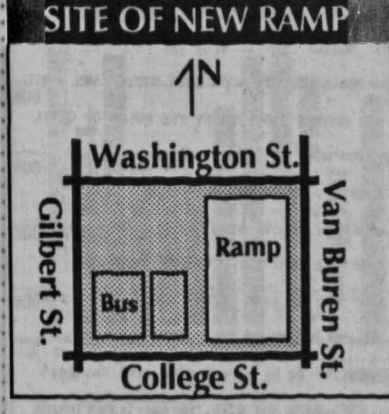 SITE OF NEW RAMP
N
Washington St.
Gilbert St.
Van Buren St.
Ramp
Bus
College St.